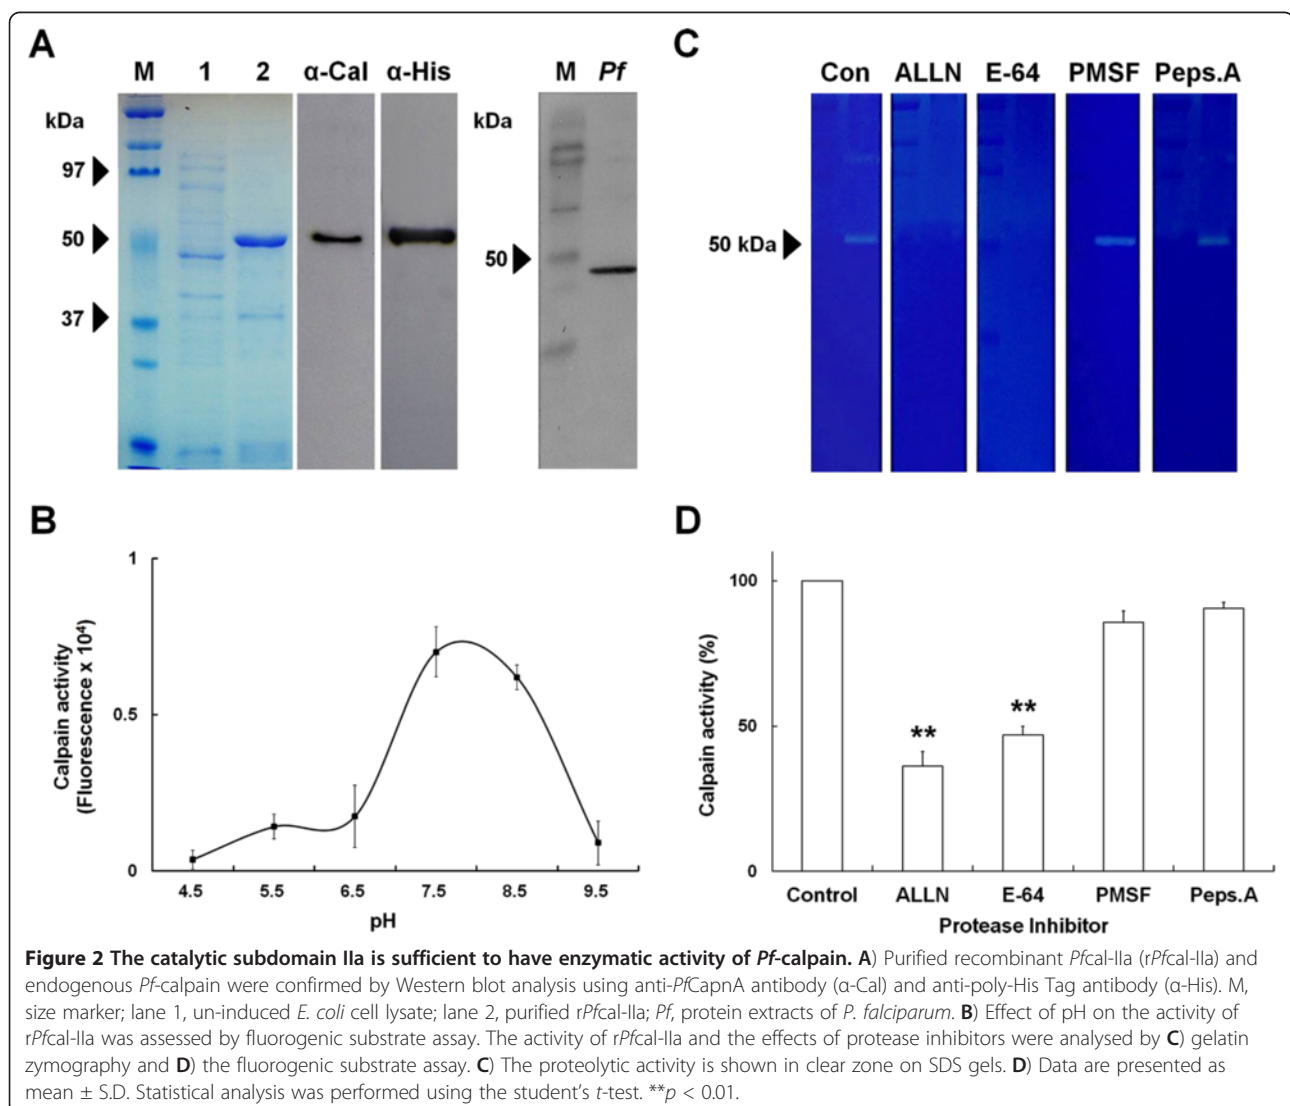 A
M 1 2 α-Cal α-His M Pf
kDa
97
50
37
kDa
50
C
Con ALLN E-64 PMSF Peps.A
50 kDa
B
1
0.5
0
Calpain activity
(Fluorescence x 10⁴)
4.5 5.5 6.5 7.5 8.5 9.5
pH
D
100
50
0
Calpain activity (%)
**
**
Control ALLN E-64 PMSF Peps.A
Protease Inhibitor
Figure 2 The catalytic subdomain IIa is sufficient to have enzymatic activity of Pf-calpain. A) Purified recombinant Pfcal-IIa (rPfcal-IIa) and
endogenous Pf-calpain were confirmed by Western blot analysis using anti-PfCapnA antibody (α-Cal) and anti-poly-His Tag antibody (α-His). M,
size marker; lane 1, un-induced E. coli cell lysate; lane 2, purified rPfcal-IIa; Pf, protein extracts of P. falciparum. B) Effect of pH on the activity of
rPfcal-IIa was assessed by fluorogenic substrate assay. The activity of rPfcal-IIa and the effects of protease inhibitors were analysed by C) gelatin
zymography and D) the fluorogenic substrate assay. C) The proteolytic activity is shown in clear zone on SDS gels. D) Data are presented as
mean ± S.D. Statistical analysis was performed using the student's t-test. **p < 0.01.